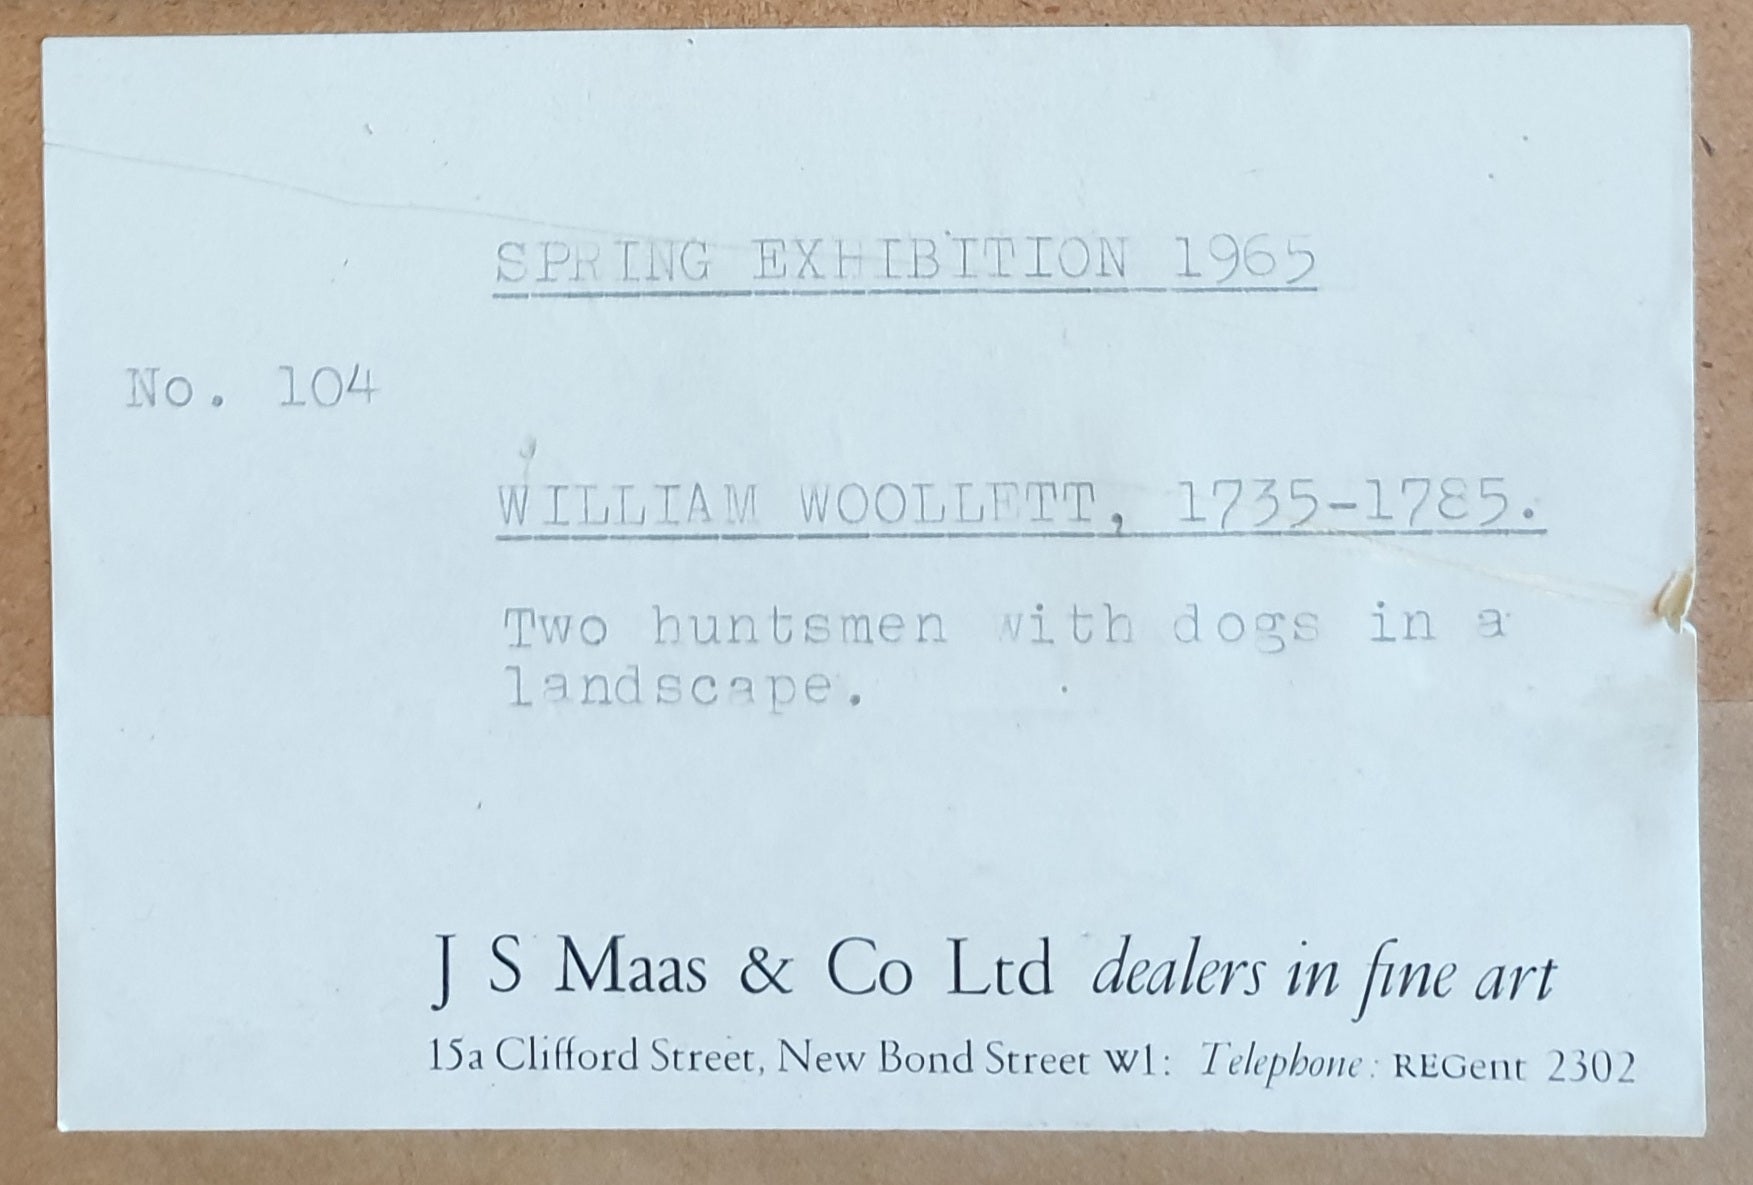 SPRING EXHIBITION 1965
No. 104
WILLIAM WOOLLETT, 1735-1785.
Two huntsmen with dogs in a
landscape.
J S Maas & Co Ltd dealers in fine art
15a Clifford Street, New Bond Street W1: Telephone: REGent 2302